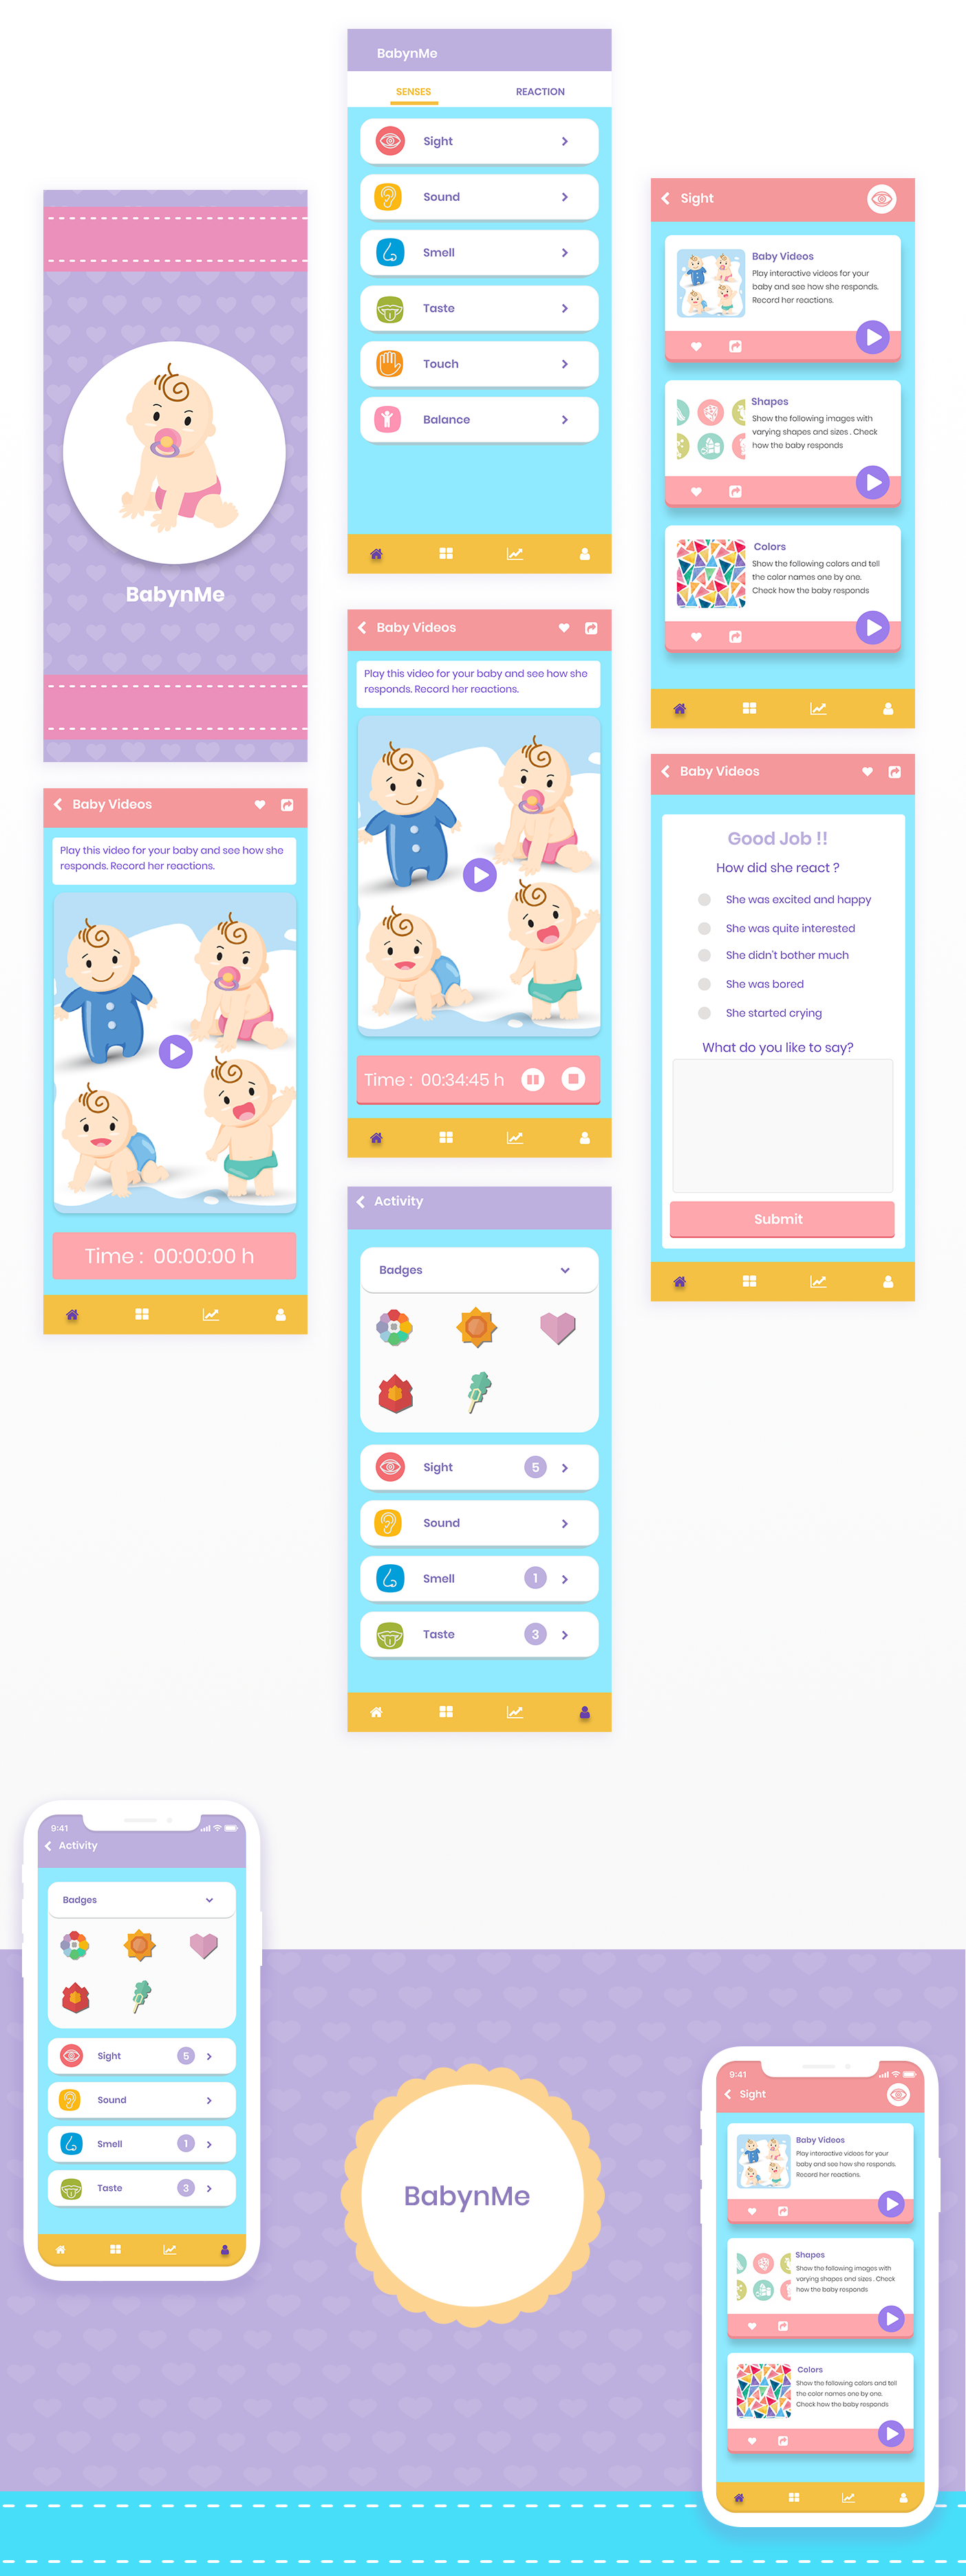 BabynMe
SENSES
REACTION
Sight
Sound
Smell
Taste
Touch
Balance
BabynMe
Sight
Baby Videos
Play interactive videos for your
baby and see how she responds.
Record her reactions.
Shapes
Show the following images with
varying shapes and sizes . Check
how the baby responds
Colors
Show the following colors and tell
the color names one by one.
Check how the baby responds
Baby Videos
Play this video for your baby and see how she
responds. Record her reactions.
Time : 00:34:45 h
Baby Videos
Good Job !!
How did she react ?
She was excited and happy
She was quite interested
She didn't bother much
She was bored
She started crying
What do you like to say?
Submit
Baby Videos
Play this video for your baby and see how she
responds. Record her reactions.
Time : 00:00:00 h
Activity
Badges
Sight 5
Sound
Smell 1
Taste 3
9:41
Activity
Badges
Sight 5
Sound
Smell 1
Taste 3
BabynMe
9:41
Sight
Baby Videos
Play interactive videos for your
baby and see how she responds.
Record her reactions.
Shapes
Show the following images with
varying shapes and sizes . Check
how the baby responds
Colors
Show the following colors and tell
the color names one by one.
Check how the baby responds